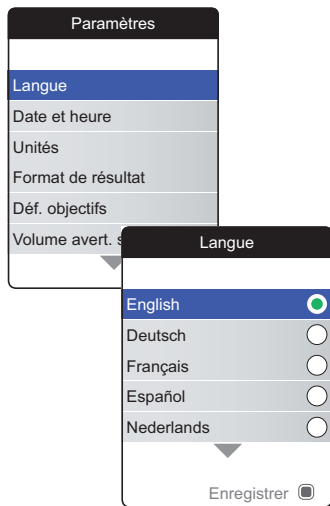 Paramètres
Langue
Date et heure
Unités
Format de résultat
Déf. objectifs
Volume avert. s
Langue
English
Deutsch
Français
Español
Nederlands
Enregistrer